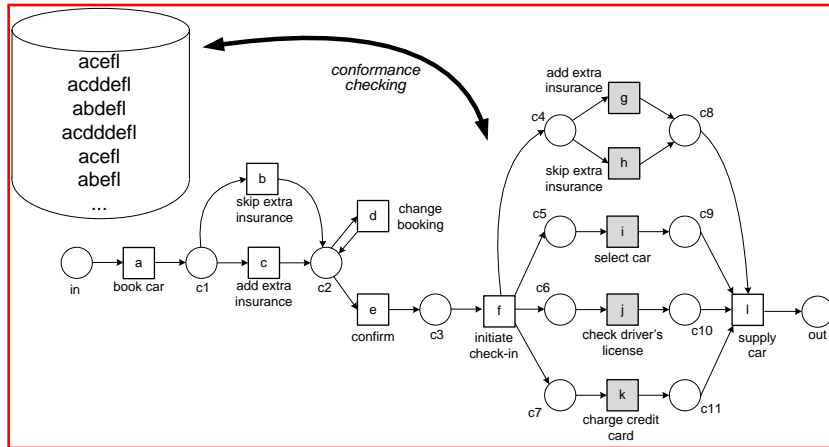 acefl
acddefl
abdefl
acdddefl
acefl
abefl
...
conformance
checking
add extra
insurance
g
c4
c8
h
skip extra
insurance
b
skip extra
insurance
d
change
booking
c5
i
select car
c9
in
a
book car
c1
c
add extra
insurance
c2
e
confirm
c3
f
initiate
check-in
c6
j
check driver's
license
c10
l
supply
car
out
c7
k
charge credit
card
c11